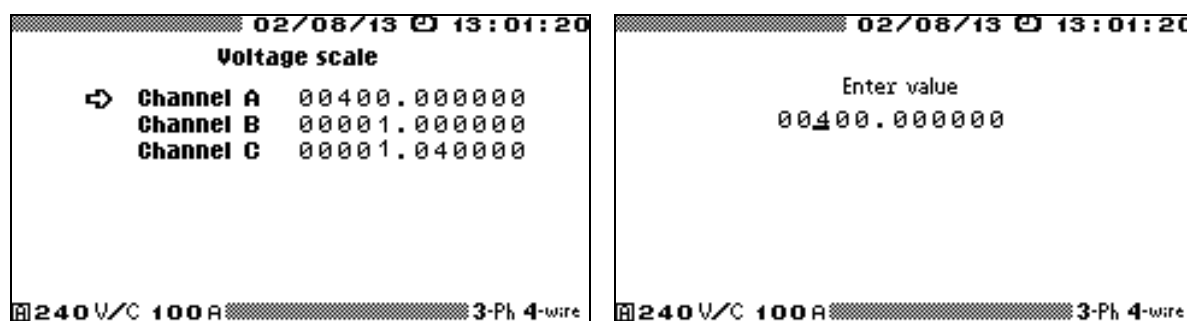 02/08/13 13:01:20
Voltage scale
Channel A 00400.000000
Channel B 00001.000000
Channel C 00001.040000
A 240 V/C 100 A 3-Ph 4-wire
02/08/13 13:01:20
Enter value
00400.000000
A 240 V/C 100 A 3-Ph 4-wire